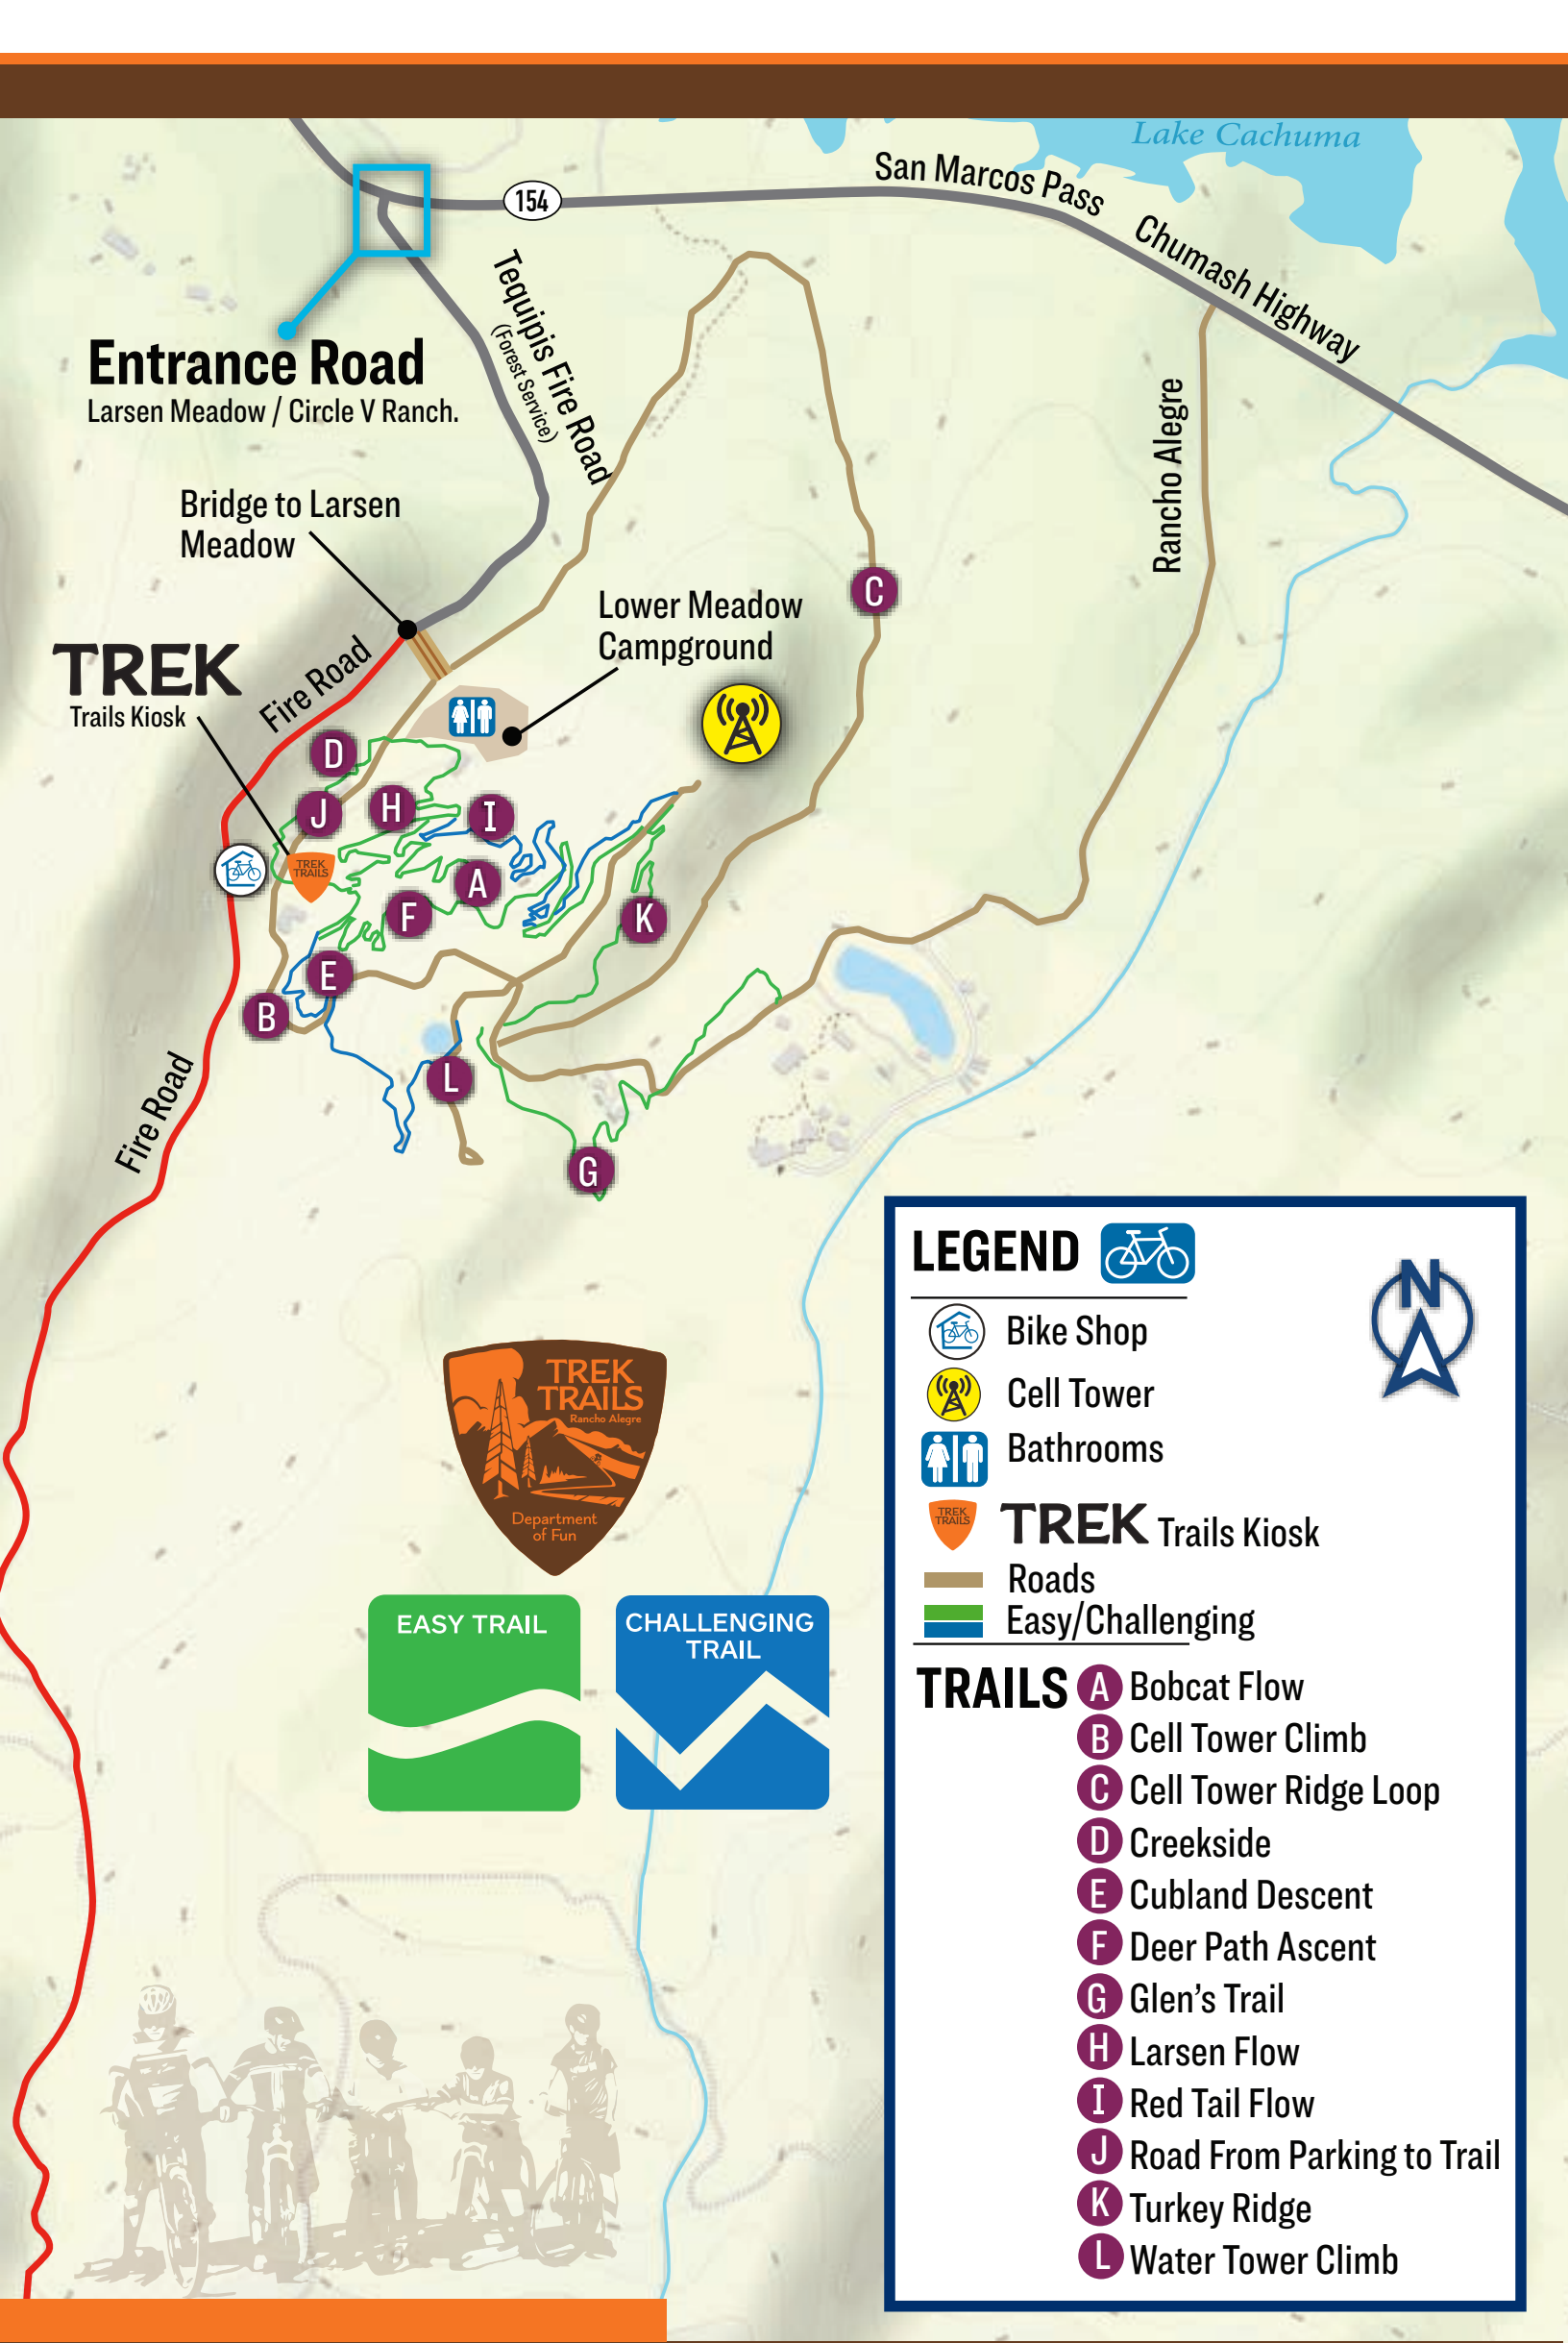 Lake Cachuma
San Marcos Pass
154
Chumash Highway
Tequipis Fire Road
(Forest Service)
Entrance Road
Larsen Meadow / Circle V Ranch.
Rancho Alegre
Bridge to Larsen
Meadow
Lower Meadow
Campground
C
TREK
Trails Kiosk
Fire Road
D
J
H
I
TREK
TRAILS
A
F
K
E
B
L
Fire Road
G
LEGEND
N
Bike Shop
Cell Tower
Bathrooms
TREK
TRAILS
TREK Trails Kiosk
Roads
Easy/Challenging
TRAILS
A Bobcat Flow
B Cell Tower Climb
C Cell Tower Ridge Loop
D Creekside
E Cubland Descent
F Deer Path Ascent
G Glen's Trail
H Larsen Flow
I Red Tail Flow
J Road From Parking to Trail
K Turkey Ridge
L Water Tower Climb
TREK
TRAILS
Rancho Alegre
Department
of Fun
EASY TRAIL
CHALLENGING
TRAIL